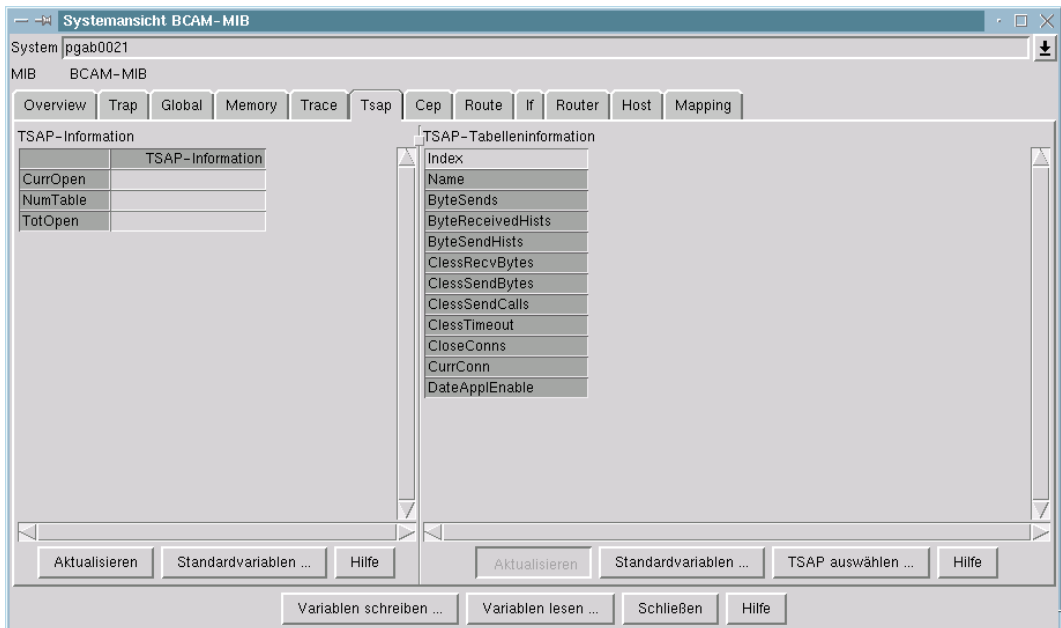 Systemansicht BCAM-MIB
System pgab0021
MIB BCAM-MIB
Overview Trap Global Memory Trace Tsap Cep Route If Router Host Mapping
TSAP-Information
TSAP-Information
CurrOpen
NumTable
TotOpen
Aktualisieren Standardvariablen ... Hilfe
TSAP-Tabelleninformation
Index
Name
ByteSends
ByteReceivedHists
ByteSendHists
ClessRecvBytes
ClessSendBytes
ClessSendCalls
ClessTimeout
CloseConns
CurrConn
DateApplEnable
Aktualisieren Standardvariablen ... TSAP auswählen ... Hilfe
Variablen schreiben ... Variablen lesen ... Schließen Hilfe